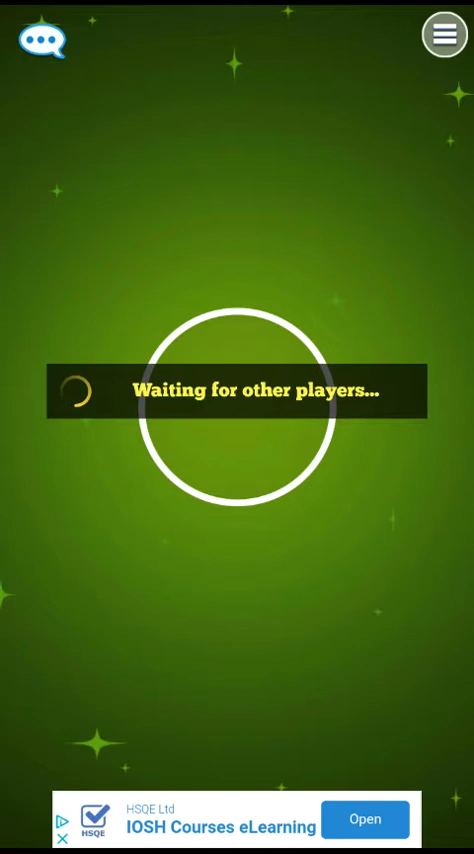 Waiting for other players...
HSQE Ltd
IOSH Courses eLearning
Open
HSQE